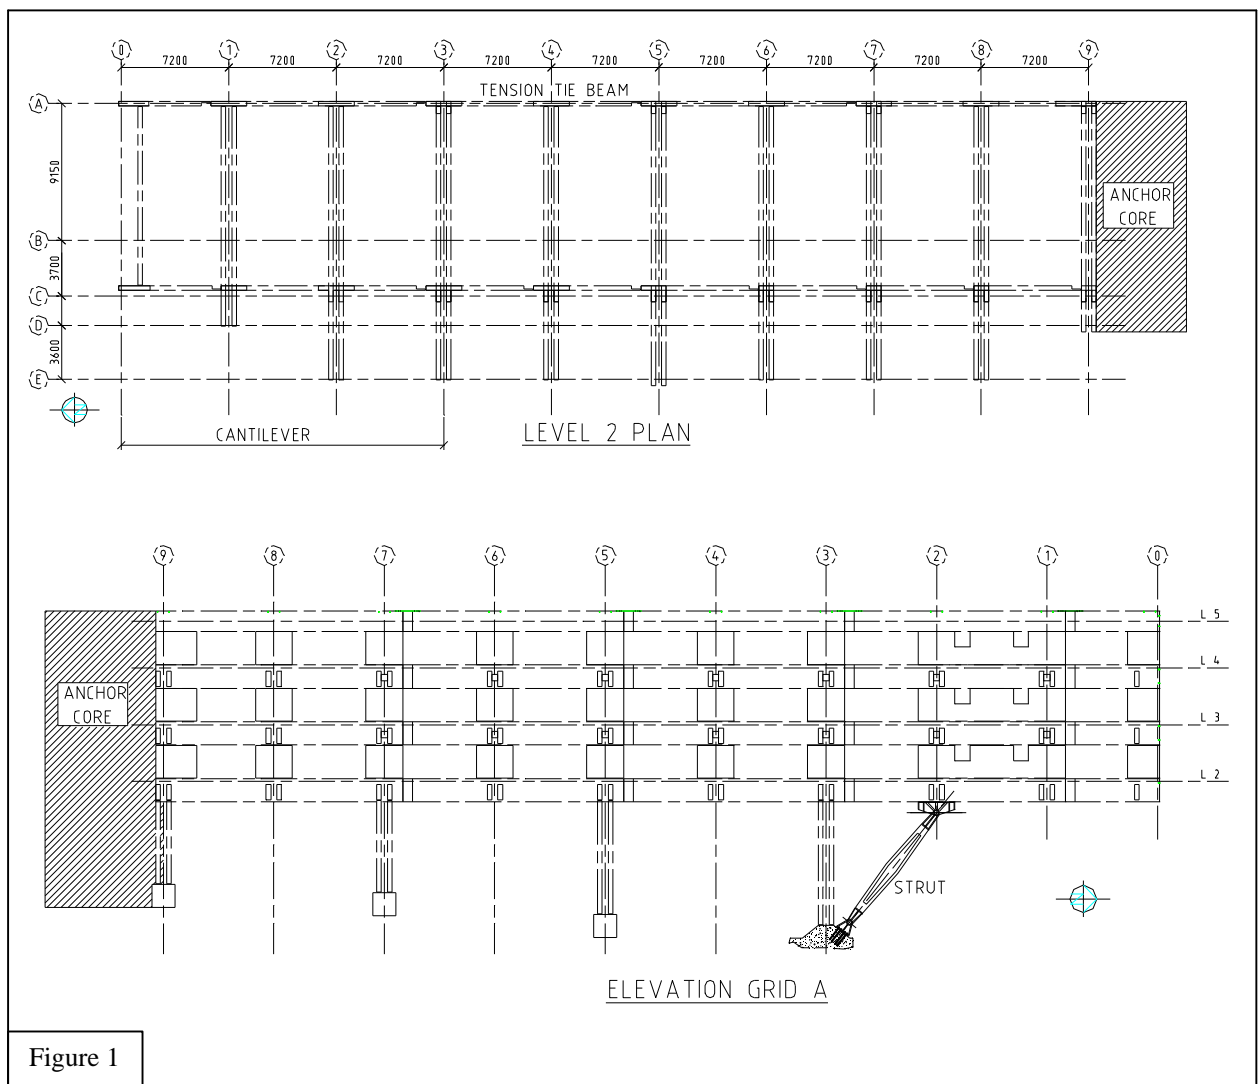 0 1 2 3 4 5 6 7 8 9
7200 7200 7200 7200 7200 7200 7200 7200 7200
TENSION TIE BEAM
A
9150
ANCHOR
CORE
B
3700
C
D
3600
E
CANTILEVER
LEVEL 2 PLAN
9 8 7 6 5 4 3 2 1 0
L 5
L 4
ANCHOR
CORE
L 3
L 2
STRUT
ELEVATION GRID A
Figure 1